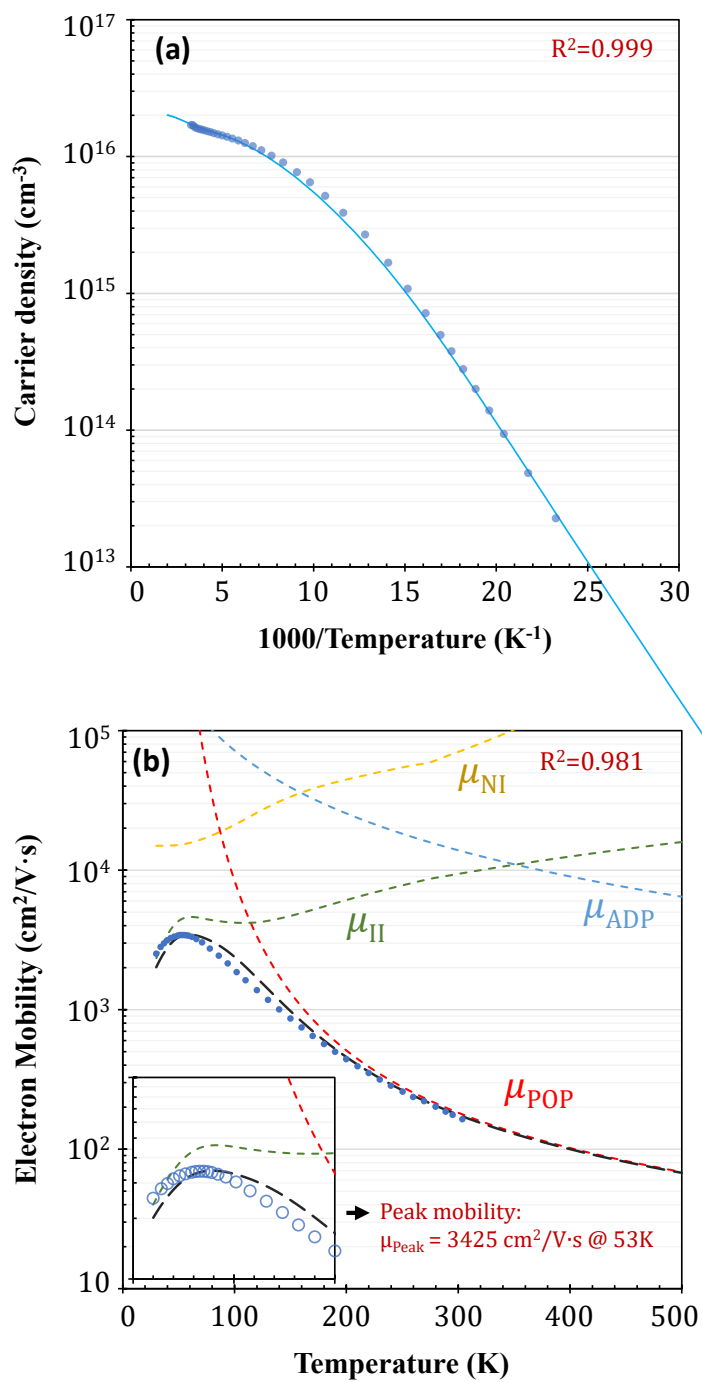 (a)
R²=0.999
Carrier density (cm⁻³)
10¹⁷
10¹⁶
10¹⁵
10¹⁴
10¹³
0 5 10 15 20 25 30
1000/Temperature (K⁻¹)
(b)
R²=0.981
Electron Mobility (cm²/V·s)
10⁵
10⁴
10³
10²
10
μNI
μII
μADP
μPOP
Peak mobility:
μPeak = 3425 cm²/V·s @ 53K
0 100 200 300 400 500
Temperature (K)